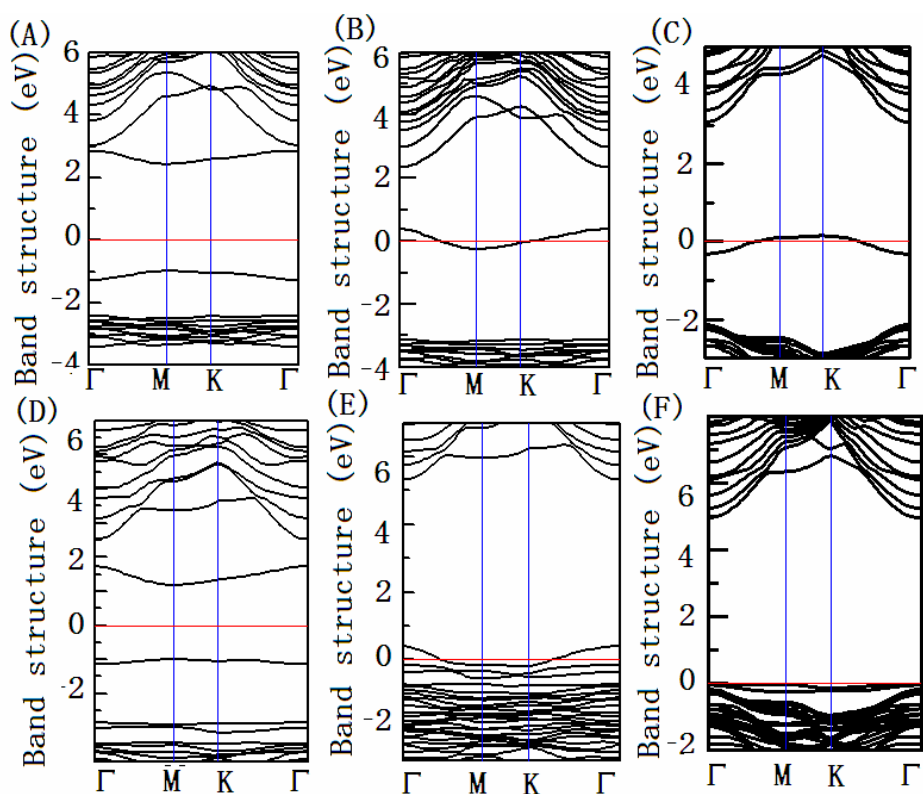 (A)
Band structure (eV)
6
4
2
0
-2
-4
Γ M K Γ
(B)
Band structure (eV)
6
4
2
0
-2
-4
Γ M K Γ
(C)
Band structure (eV)
4
2
0
-2
Γ M K Γ
(D)
Band structure (eV)
6
4
2
0
-2
Γ M K Γ
(E)
Band structure (eV)
6
4
2
0
-2
Γ M K Γ
(F)
Band structure (eV)
6
4
2
0
-2
Γ M K Γ